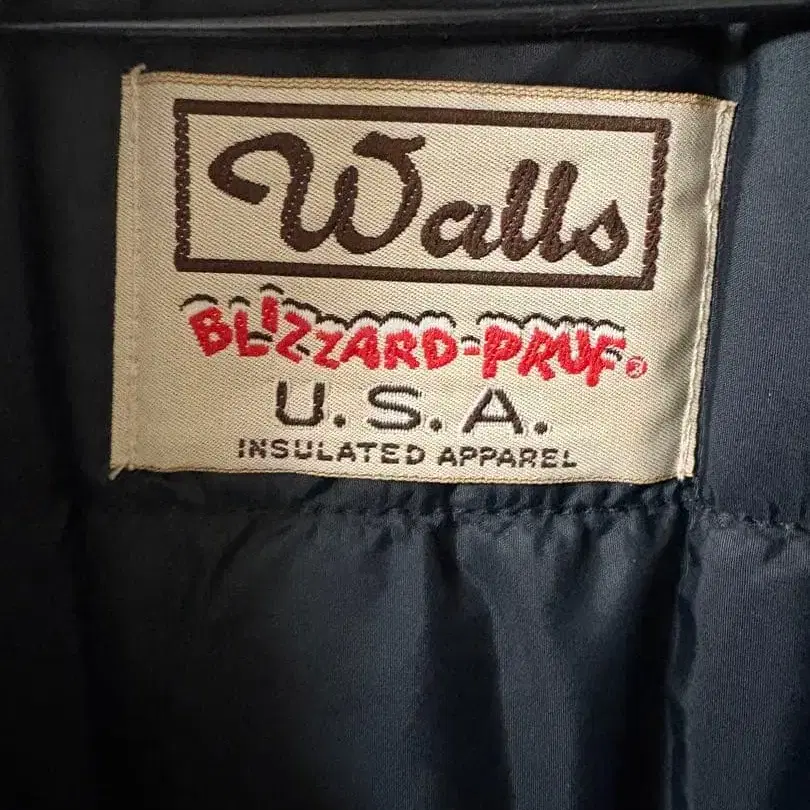 Walls
BLIZZARD-PRUF®
U.S.A.
INSULATED APPAREL